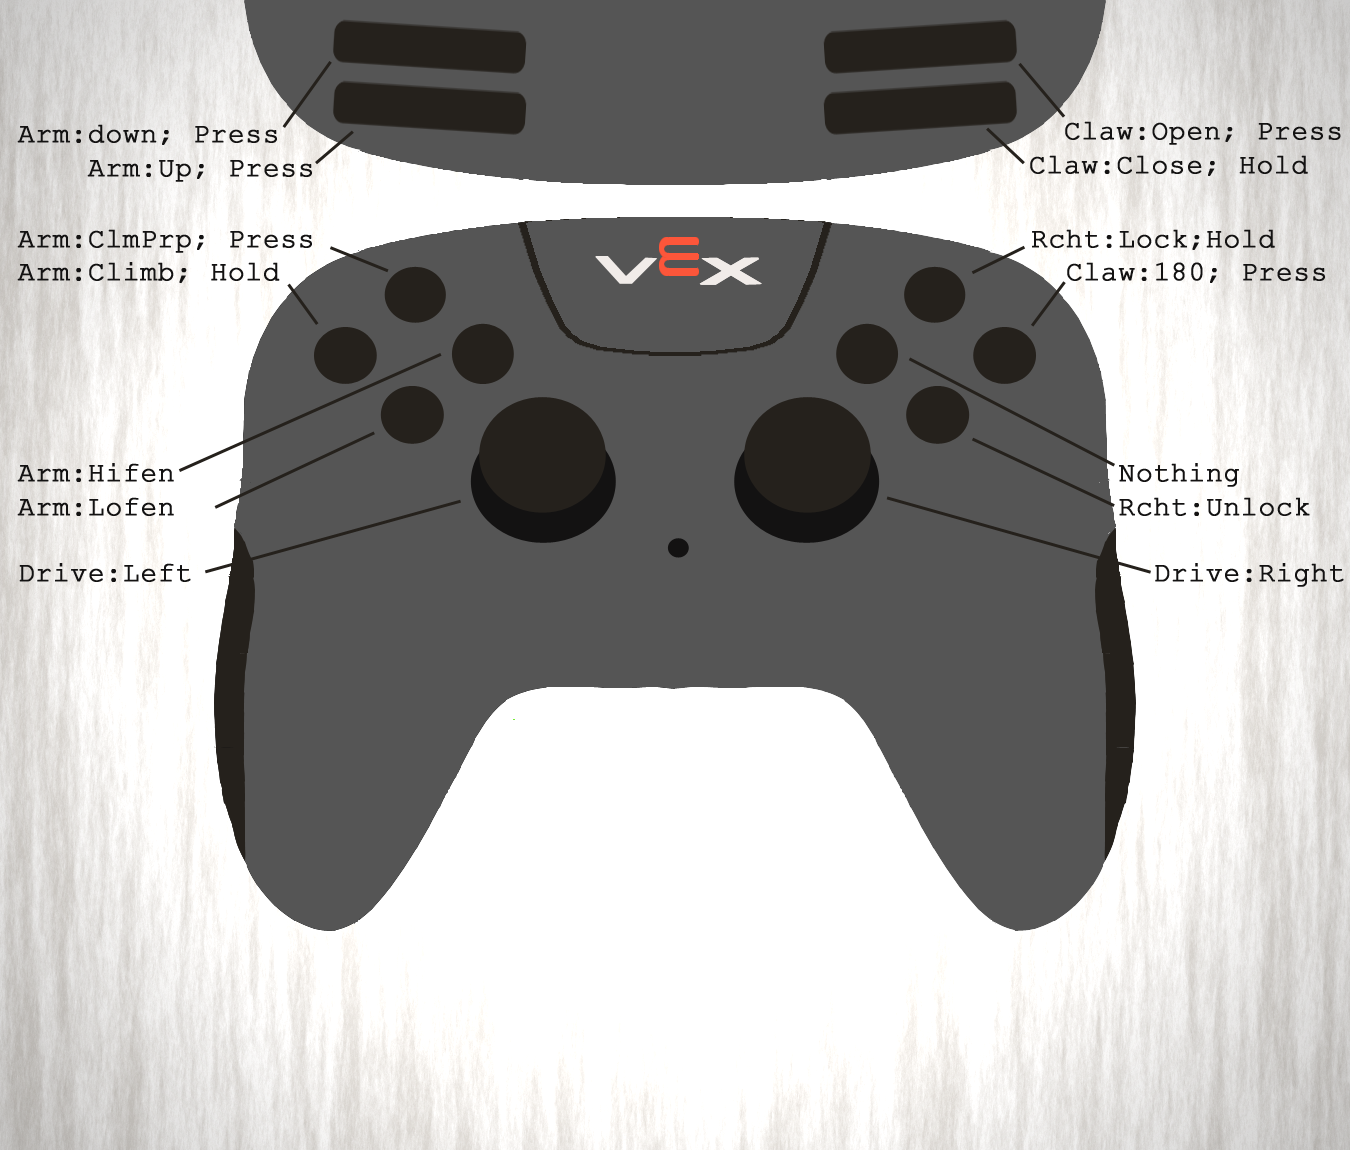 Arm:down; Press
Arm:Up; Press
Claw:Open; Press
Claw:Close; Hold
Arm:ClmPrp; Press
Arm:Climb; Hold
VEX
Rcht:Lock;Hold
Claw:180; Press
Arm:Hifen
Arm:Lofen
Drive:Left
Nothing
Rcht:Unlock
Drive:Right